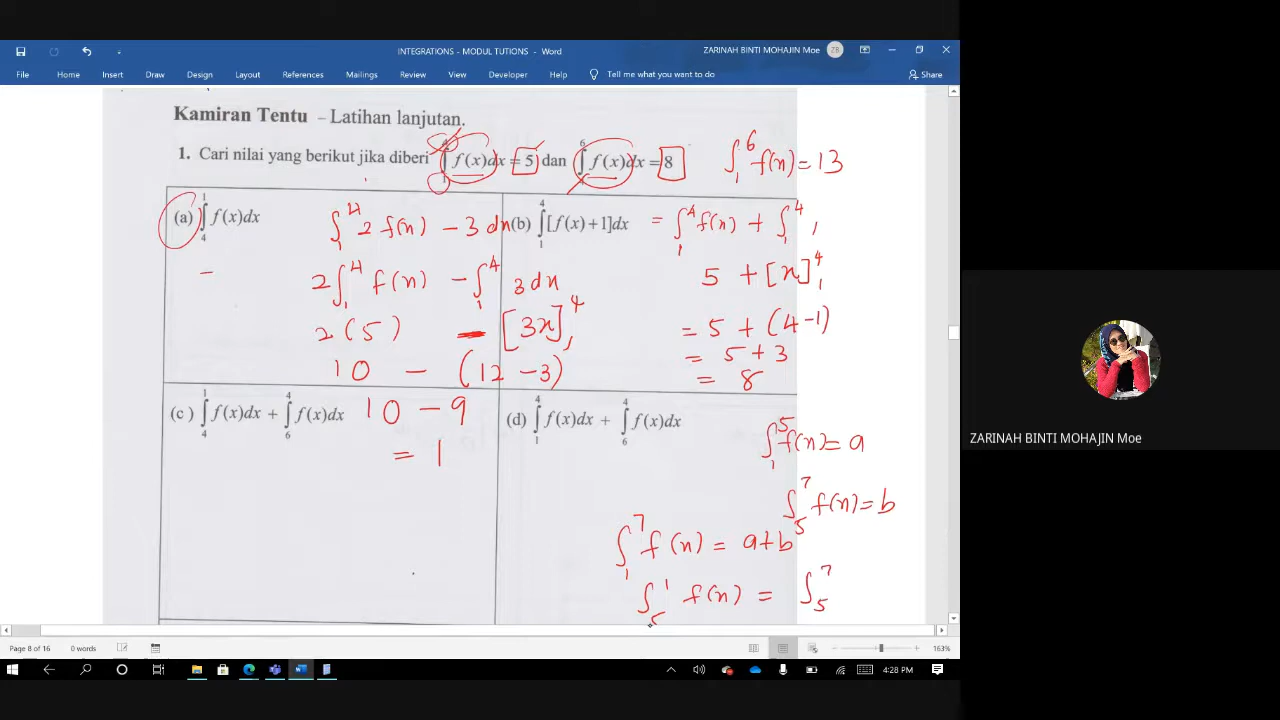 INTEGRATIONS - MODUL TUTIONS - Word
ZARINAH BINTI MOHAJIN Moe ZB
File Home Insert Draw Design Layout References Mailings Review View Developer Help Tell me what you want to do Share
Kamiran Tentu – Latihan lanjutan.
1. Cari nilai yang berikut jika diberi ∫₁⁴ f(x)dx = 5 dan ∫₄⁶ f(x)dx = 8
∫₁⁶ f(x) = 13
(a) ∫₄¹ f(x)dx
=
∫₁⁴ 2 f(x) - 3 dx
2 ∫₁⁴ f(x) - ∫₁⁴ 3 dx
2 (5) - [3x]₁⁴
10 - (12 - 3)
10 - 9
= 1
(b) ∫₁⁴ [f(x) + 1]dx
= ∫₁⁴ f(x) + ∫₁⁴ 1
5 + [x]₁⁴
= 5 + (4-1)
= 5 + 3
= 8
(c) ∫₄¹ f(x)dx + ∫₆⁴ f(x)dx
(d) ∫₁⁴ f(x)dx + ∫₆⁴ f(x)dx
∫₁⁵ f(x) = a
∫₅⁷ f(x) = b
∫₁⁷ f(x) = a+b
∫₅¹ f(x) = ∫₅⁷
ZARINAH BINTI MOHAJIN Moe
Page 8 of 16 0 words 163%
4:28 PM